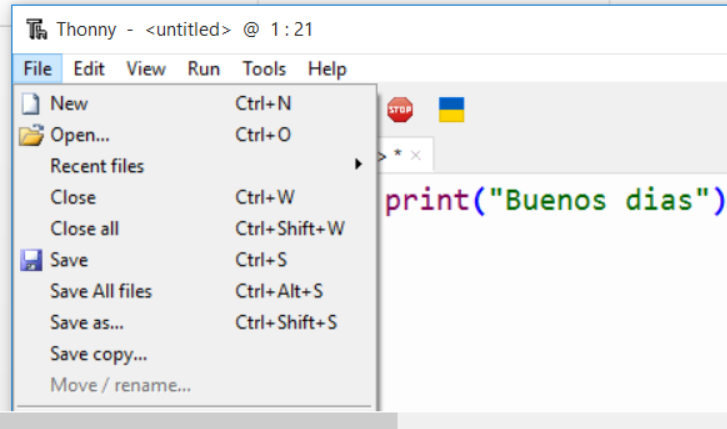 Thonny - <untitled> @ 1:21
File Edit View Run Tools Help
New Ctrl+N
STOP
Open... Ctrl+O
Recent files
> * ×
Close Ctrl+W
print("Buenos dias")
Close all Ctrl+Shift+W
Save Ctrl+S
Save All files Ctrl+Alt+S
Save as... Ctrl+Shift+S
Save copy...
Move / rename...